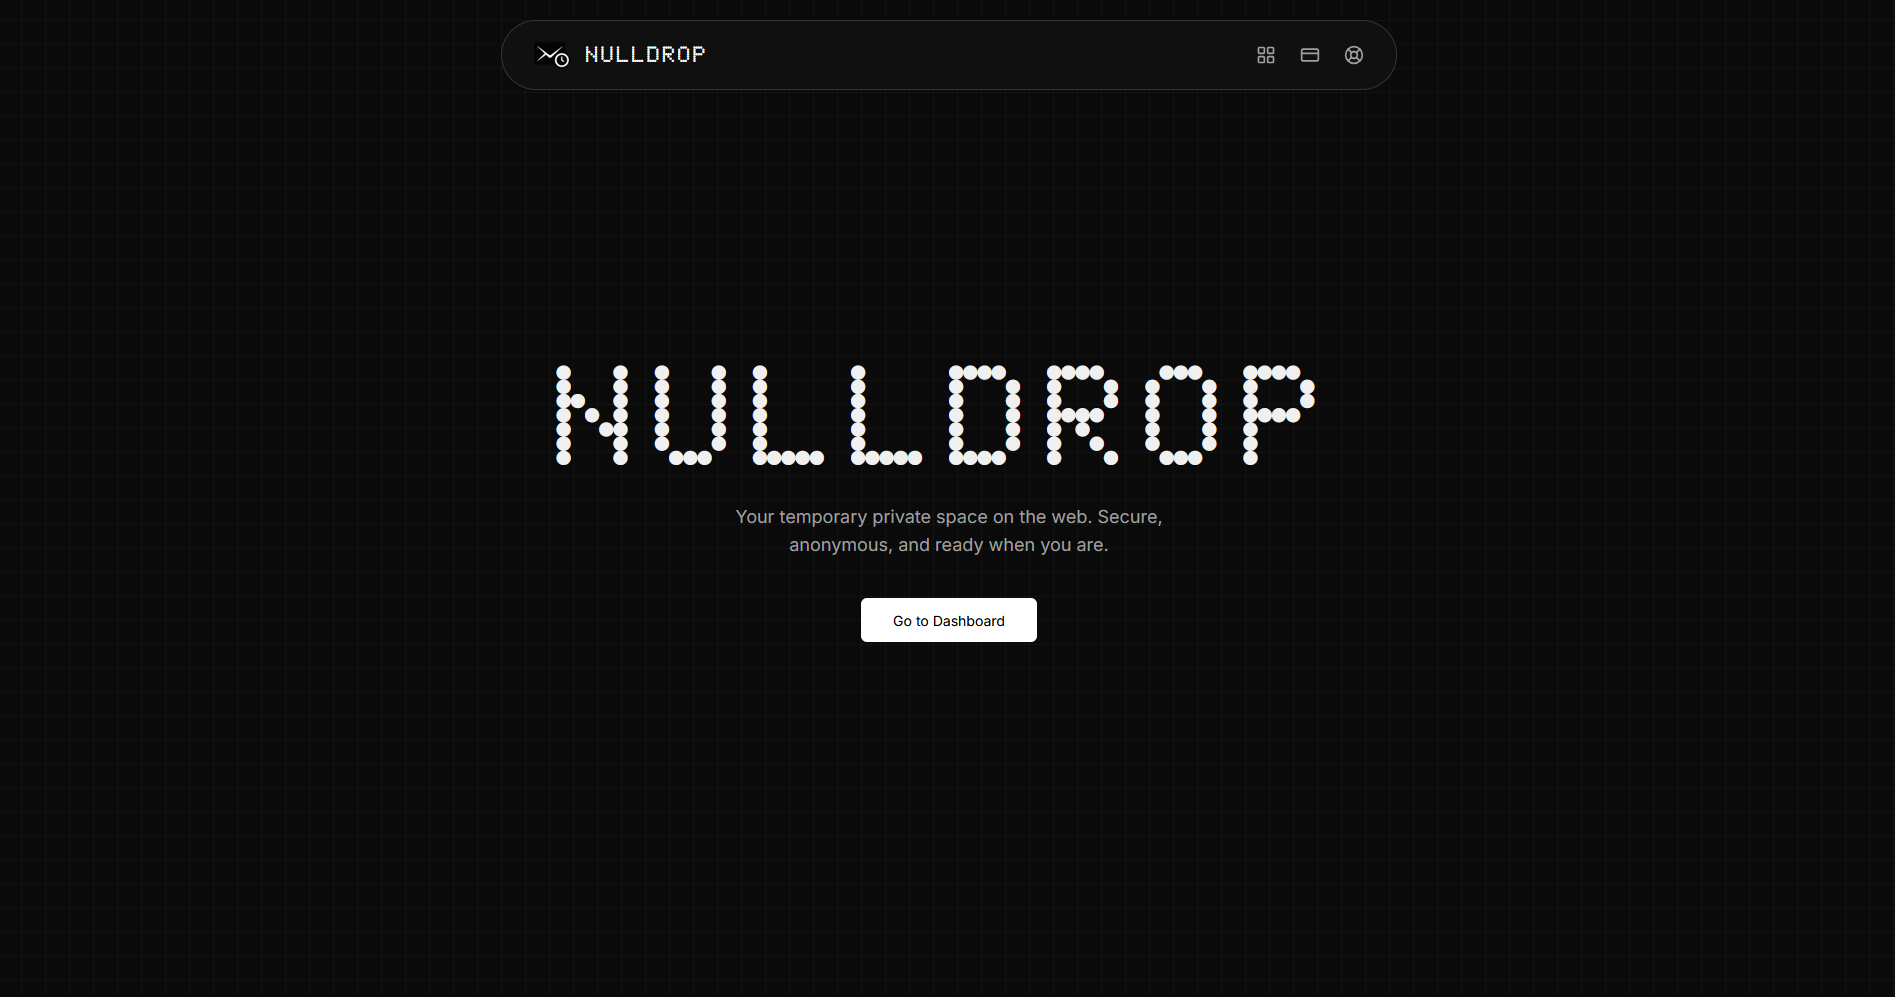 NULLDROP
NULLDROP
Your temporary private space on the web. Secure,
anonymous, and ready when you are.
Go to Dashboard